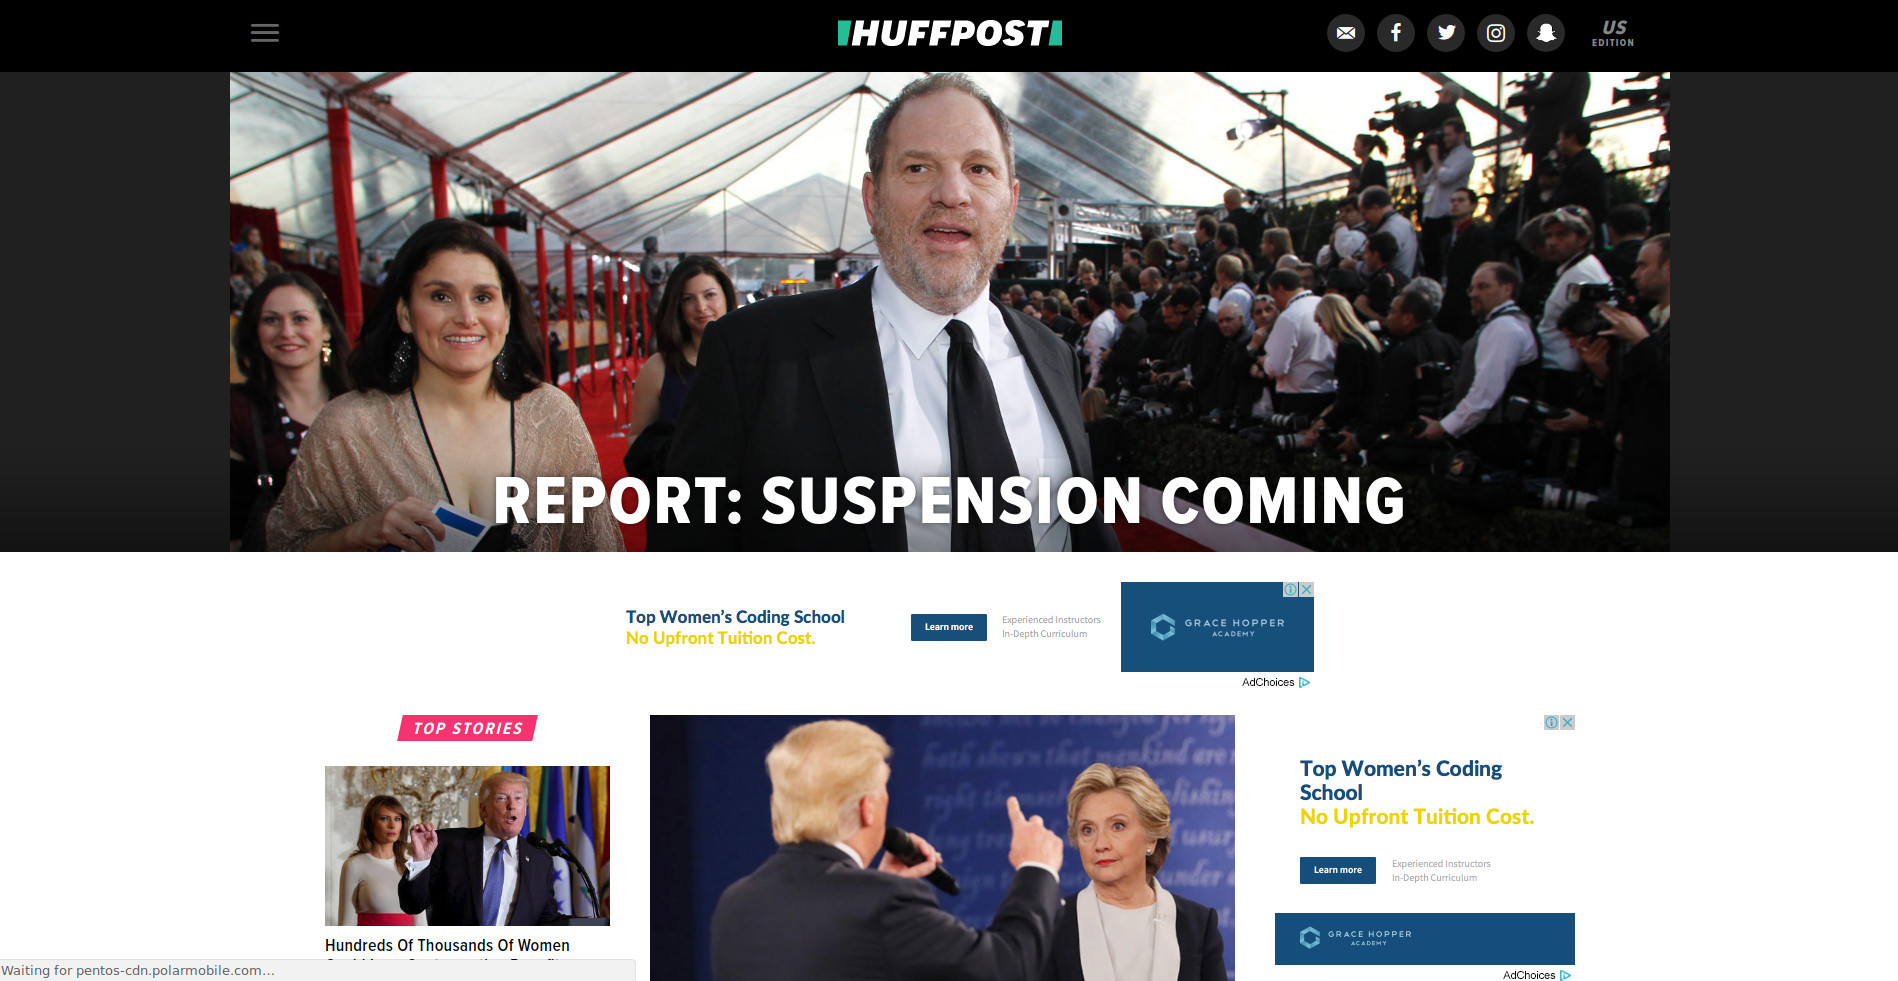 HUFFPOST
US
EDITION
REPORT: SUSPENSION COMING
Top Women's Coding School
No Upfront Tuition Cost.
Learn more
Experienced Instructors
In-Depth Curriculum
GRACE HOPPER
ACADEMY
AdChoices
TOP STORIES
Hundreds Of Thousands Of Women
Waiting for pentos-cdn.polarmobile.com...
Top Women's Coding
School
No Upfront Tuition Cost.
Learn more
Experienced Instructors
In-Depth Curriculum
GRACE HOPPER
ACADEMY
AdChoices